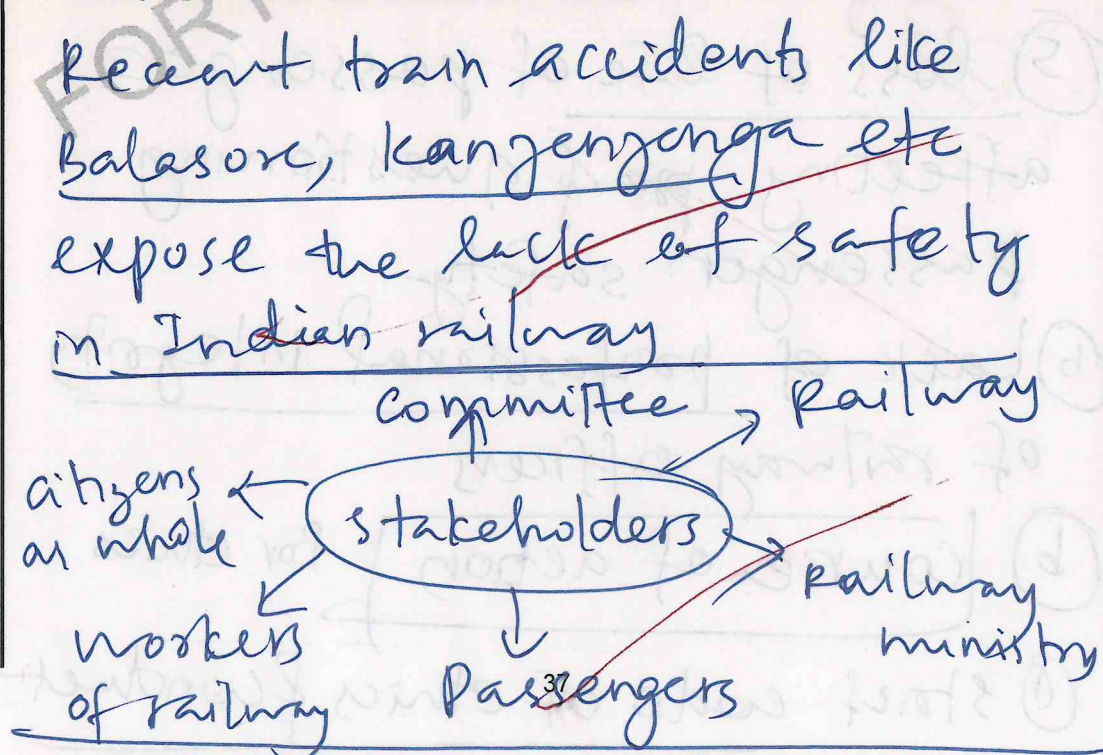 Recent train accidents like
Balasore, Kanzenzonga etc
expose the lack of safety
in Indian railway
committee
Railway
citizens
as whole
stakeholders
Railway
ministry
workers
of railway
Passengers
37